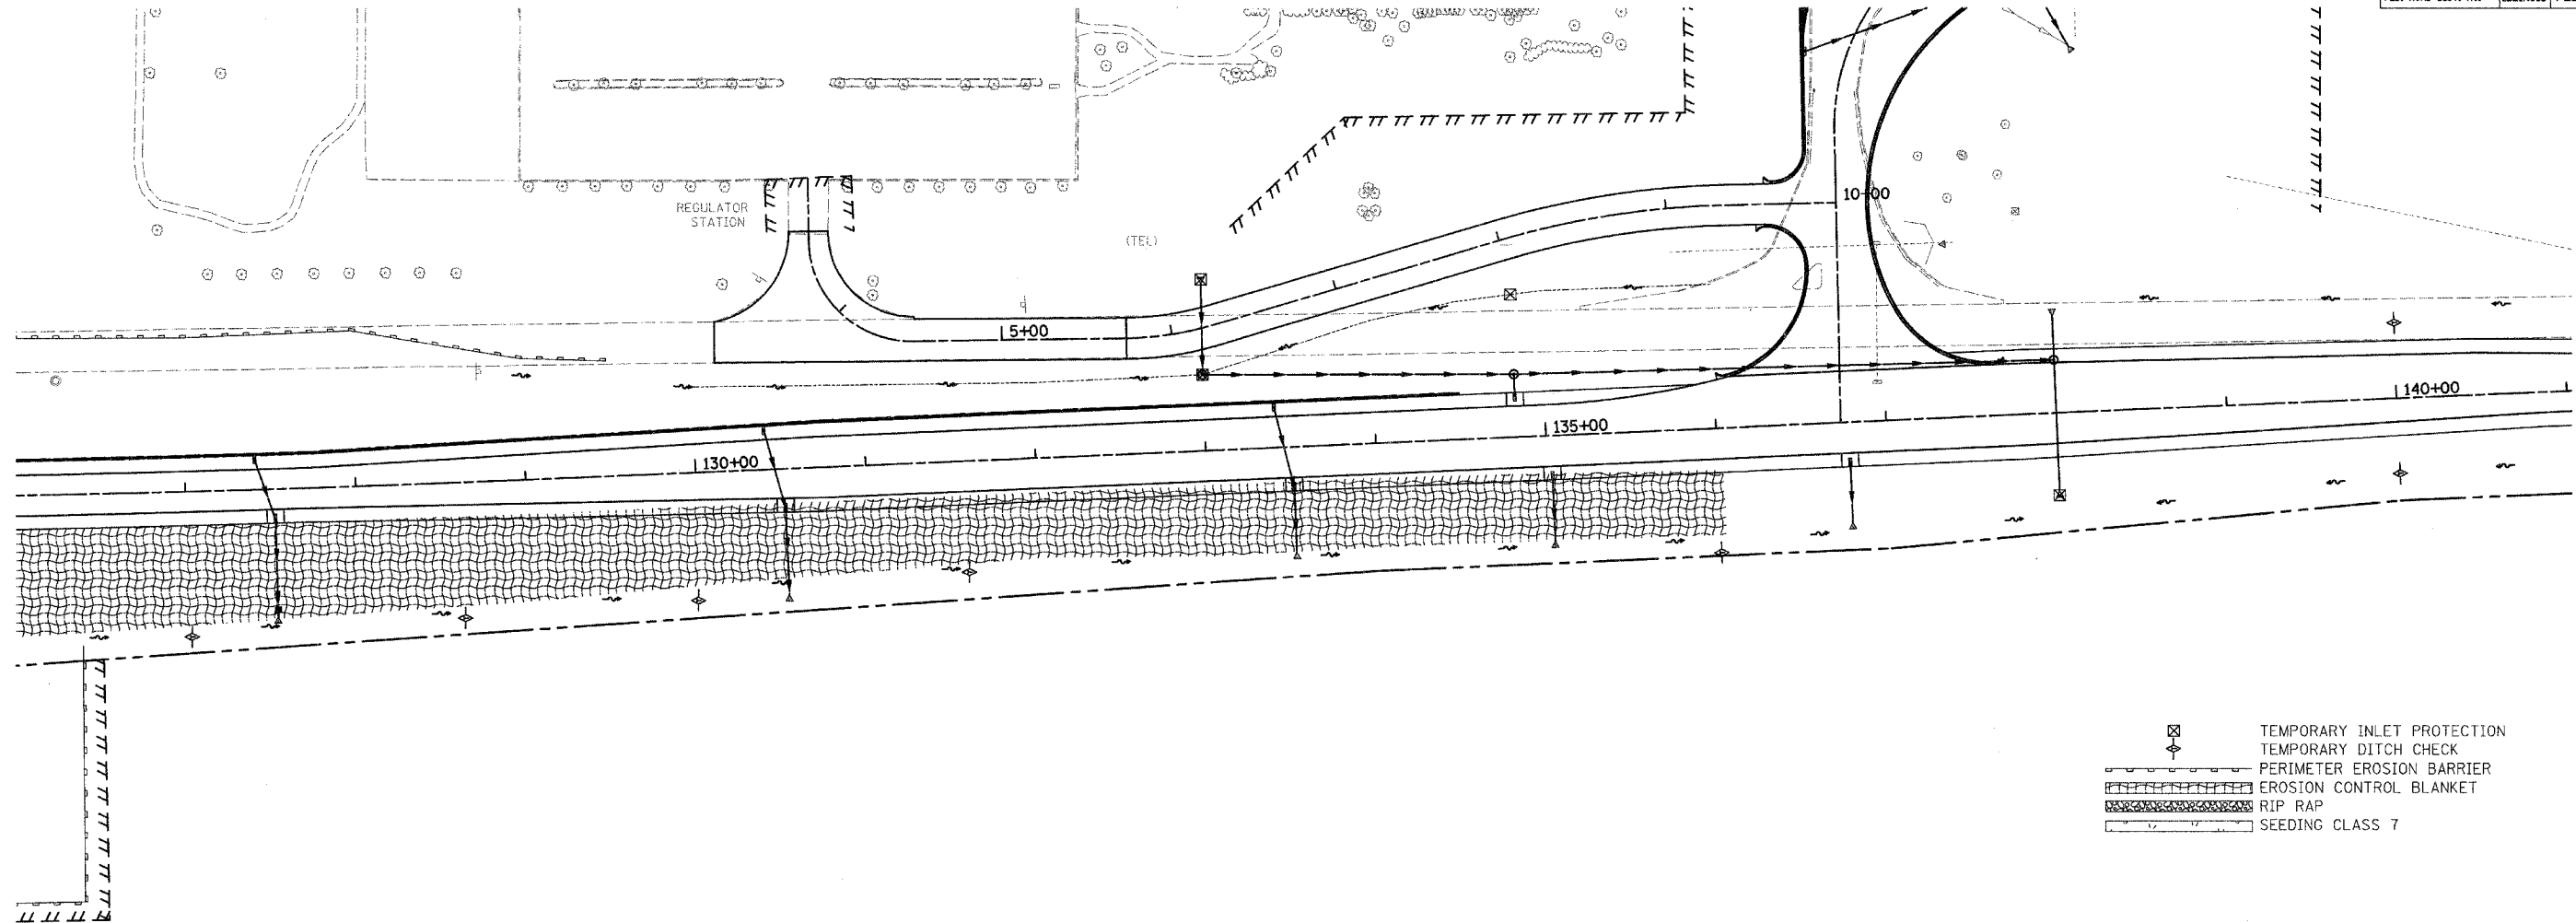 REGULATOR
STATION
(TEL)
10+00
5+00
140+00
135+00
130+00
TEMPORARY INLET PROTECTION
TEMPORARY DITCH CHECK
PERIMETER EROSION BARRIER
EROSION CONTROL BLANKET
RIP RAP
SEEDING CLASS 7